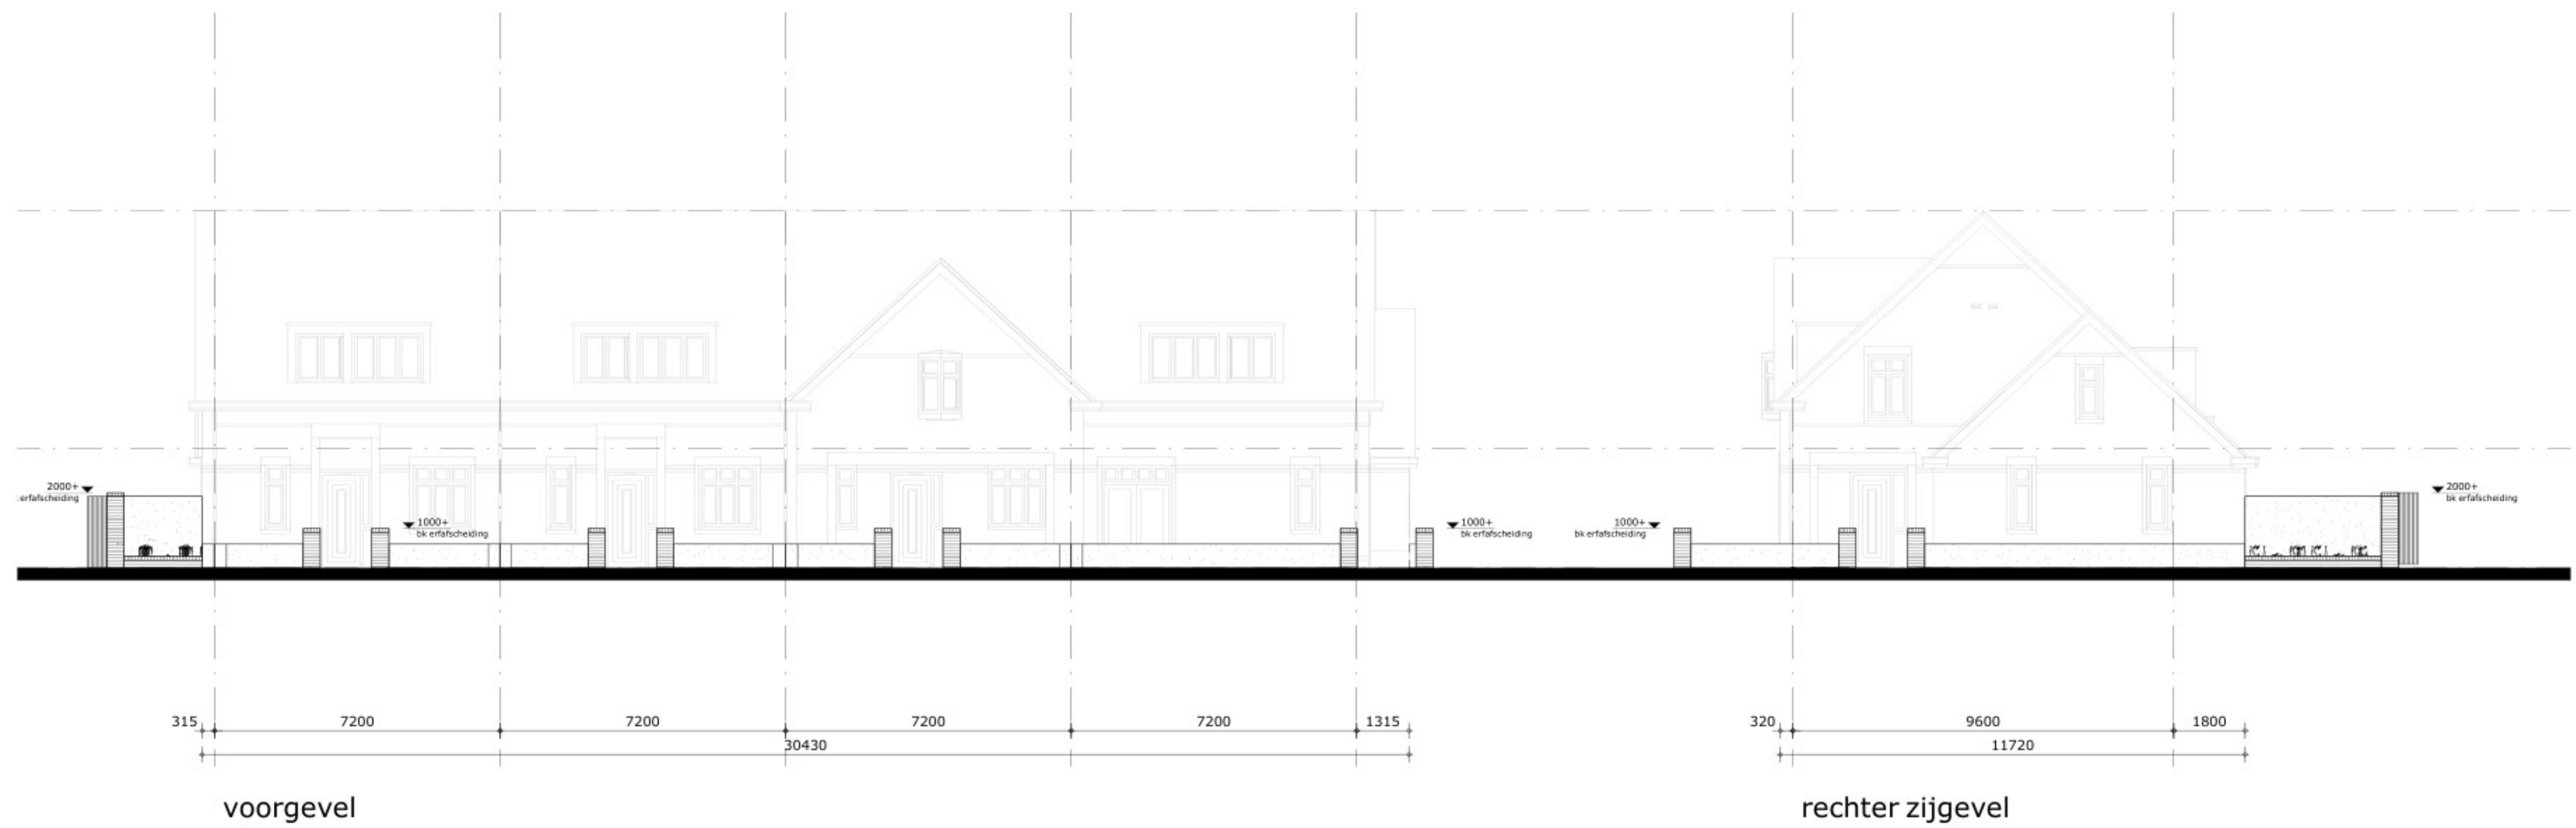 2000+
erfafscheiding
1000+
bk erfafscheiding
1000+
bk erfafscheiding
1000+
bk erfafscheiding
2000+
bk erfafscheiding
315 7200 7200 7200 7200 1315
30430
320 9600 1800
11720
voorgevel
rechter zijgevel